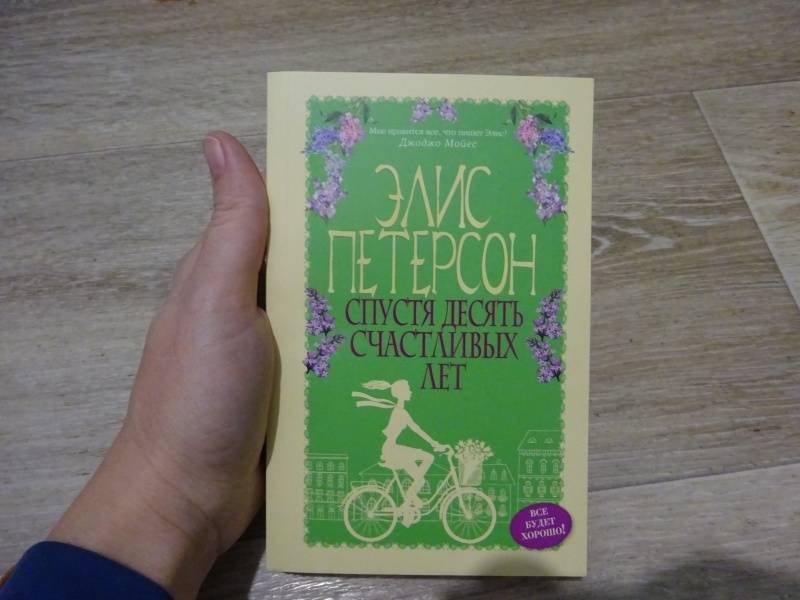 Мне нравится все, что пишет Элис!
Джоджо Мойес
ЭЛИС
ПЕТЕРСОН
СПУСТЯ ДЕСЯТЬ
СЧАСТЛИВЫХ
ЛЕТ
ВСЕ
БУДЕТ
ХОРОШО!